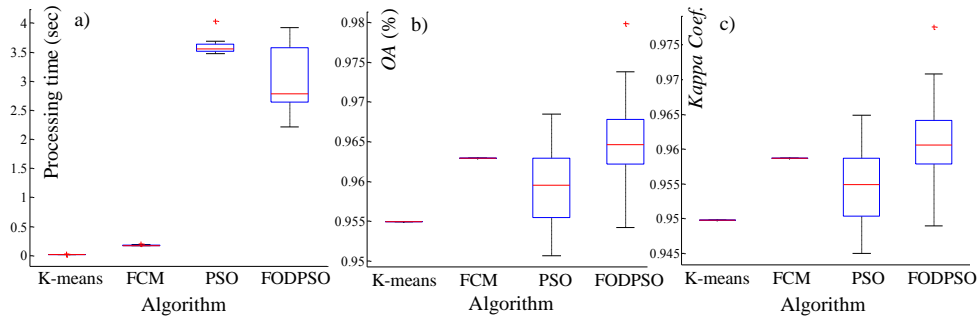 a)
Processing time (sec)
4
3.5
3
2.5
2
1.5
1
0.5
0
K-means FCM PSO FODPSO
Algorithm
b)
OA (%)
0.98
0.975
0.97
0.965
0.96
0.955
0.95
K-means FCM PSO FODPSO
Algorithm
c)
Kappa Coef.
0.975
0.97
0.965
0.96
0.955
0.950
0.945
K-means FCM PSO FODPSO
Algorithm